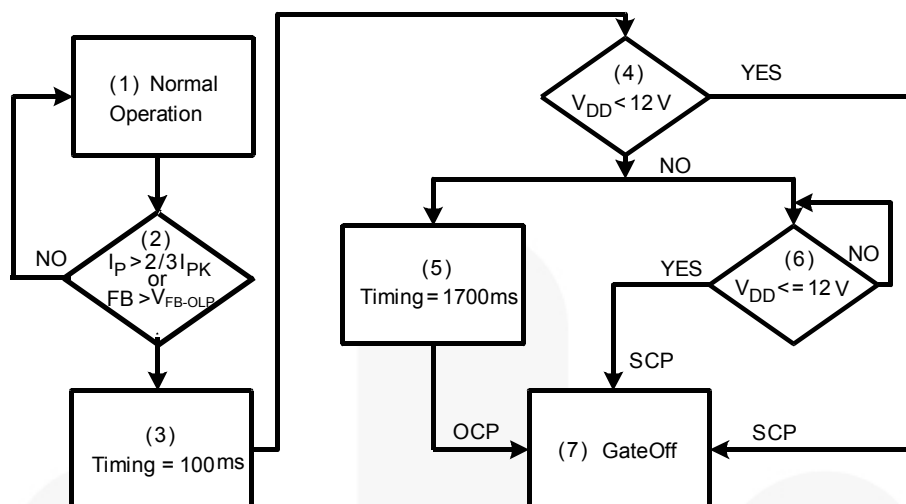 (1) Normal
Operation
NO
(2)
IP > 2/3 IPK
or
FB > VFB-OLP
(3)
Timing = 100ms
(4)
VDD < 12 V
YES
NO
(5)
Timing = 1700ms
(6)
VDD <= 12 V
NO
YES
SCP
OCP
(7) GateOff
SCP